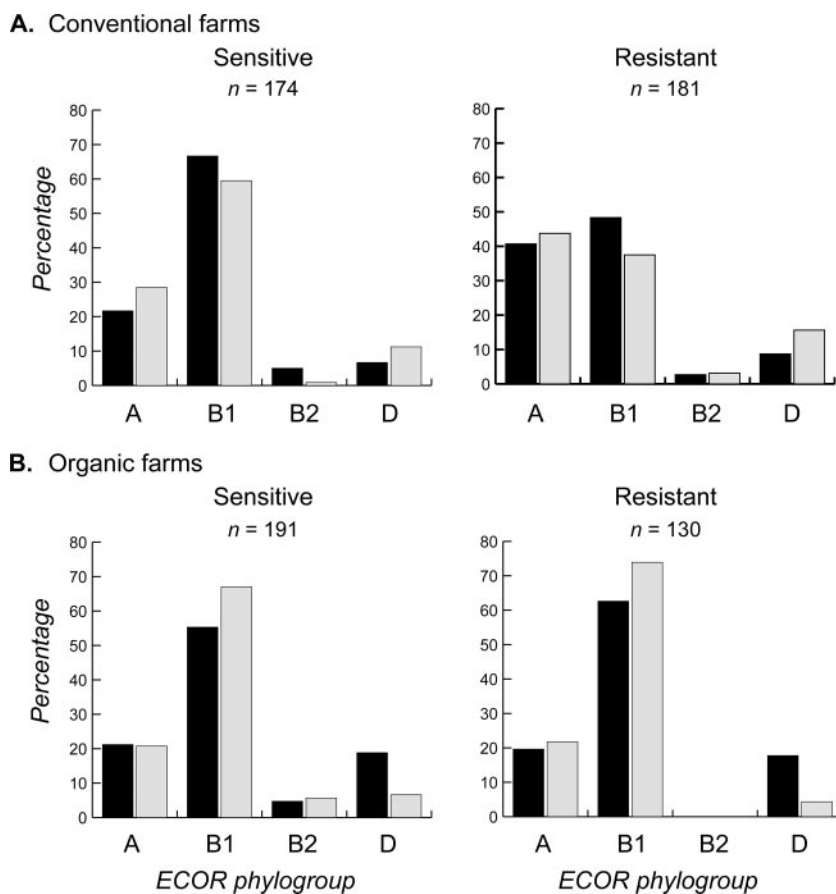 A. Conventional farms
Sensitive
n = 174
Resistant
n = 181
Percentage
80
70
60
50
40
30
20
10
0
A B1 B2 D
80
70
60
50
40
30
20
10
0
A B1 B2 D
B. Organic farms
Sensitive
n = 191
Resistant
n = 130
Percentage
80
70
60
50
40
30
20
10
0
A B1 B2 D
ECOR phylogroup
80
70
60
50
40
30
20
10
0
A B1 B2 D
ECOR phylogroup